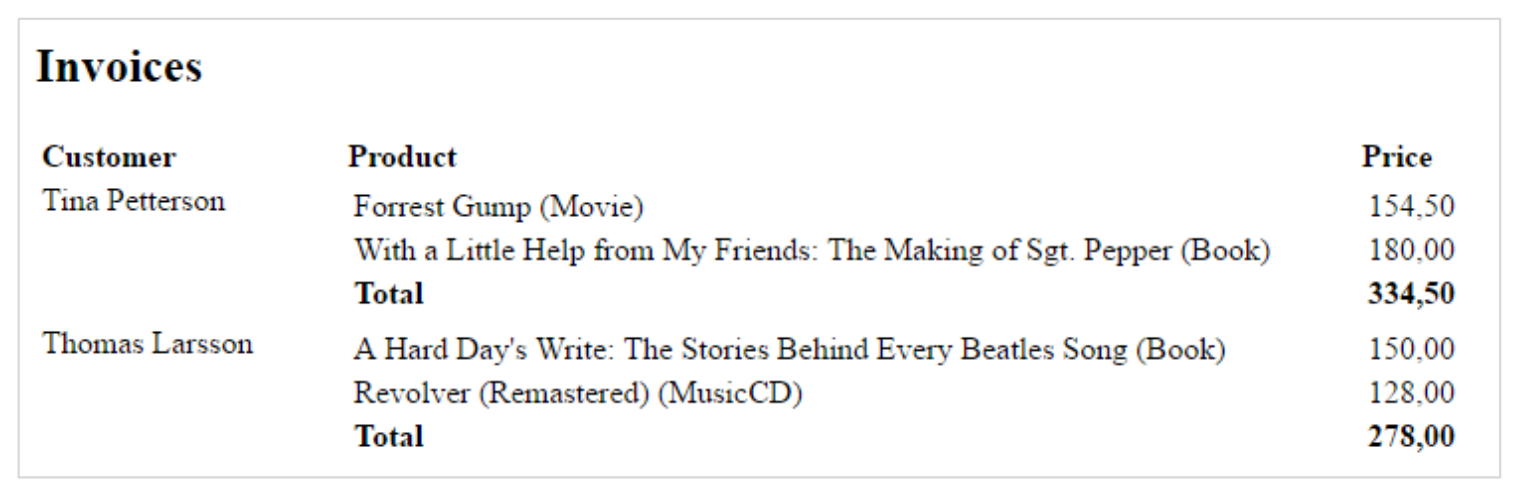 Invoices
Customer Product Price
Tina Petterson Forrest Gump (Movie) 154,50
With a Little Help from My Friends: The Making of Sgt. Pepper (Book) 180,00
Total 334,50
Thomas Larsson A Hard Day's Write: The Stories Behind Every Beatles Song (Book) 150,00
Revolver (Remastered) (MusicCD) 128,00
Total 278,00